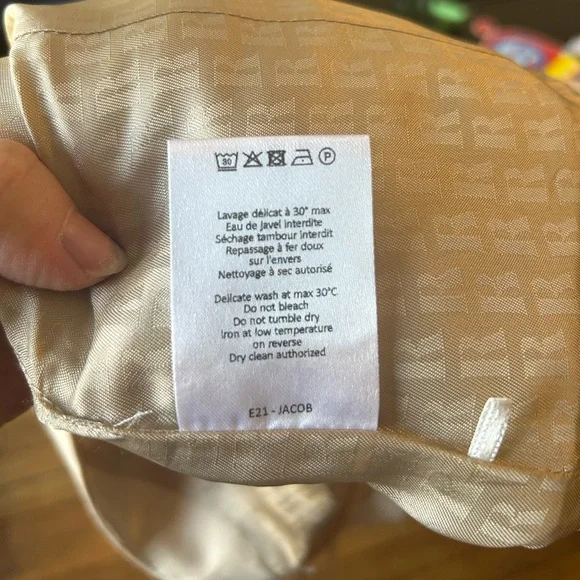 30
P
Lavage délicat à 30° max
Eau de javel interdite
Séchage tambour interdit
Repassage à fer doux
sur l'envers
Nettoyage à sec autorisé
Delicate wash at max 30°C
Do not bleach
Do not tumble dry
Iron at low temperature
on reverse
Dry clean authorized
E21 - JACOB